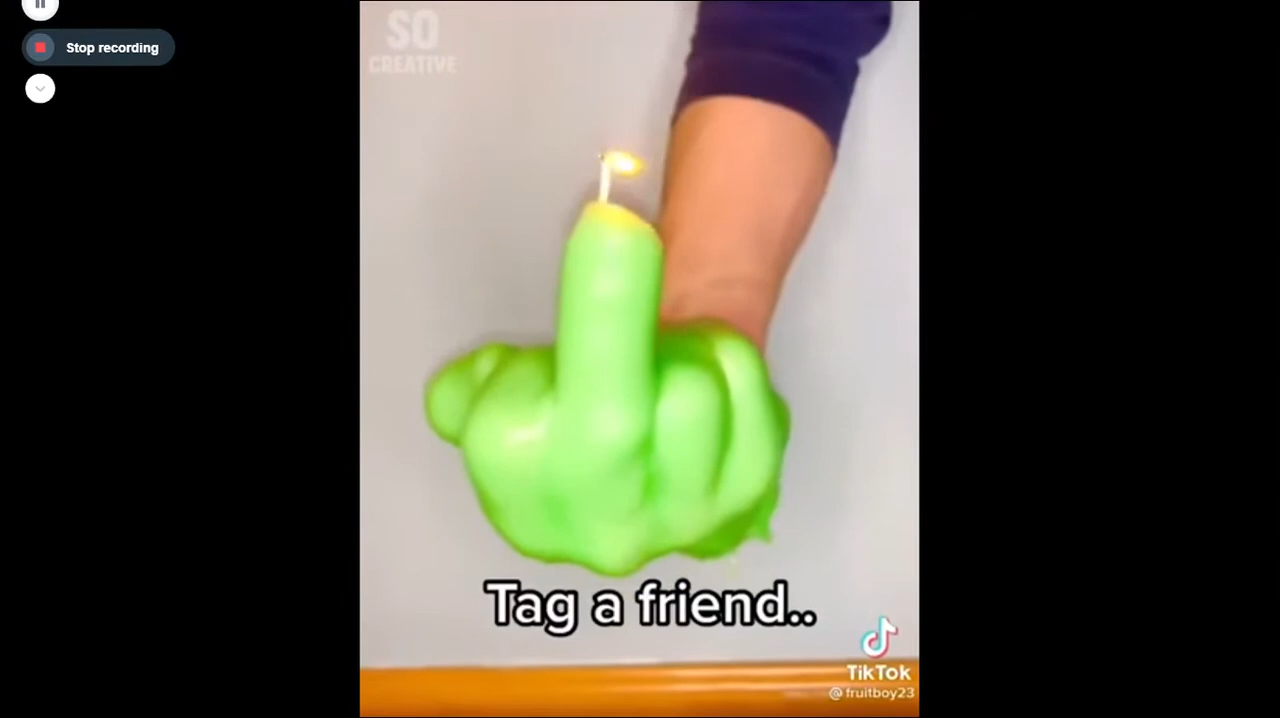 SO
CREATIVE
Stop recording
Tag a friend..
TikTok
@fruitboy23